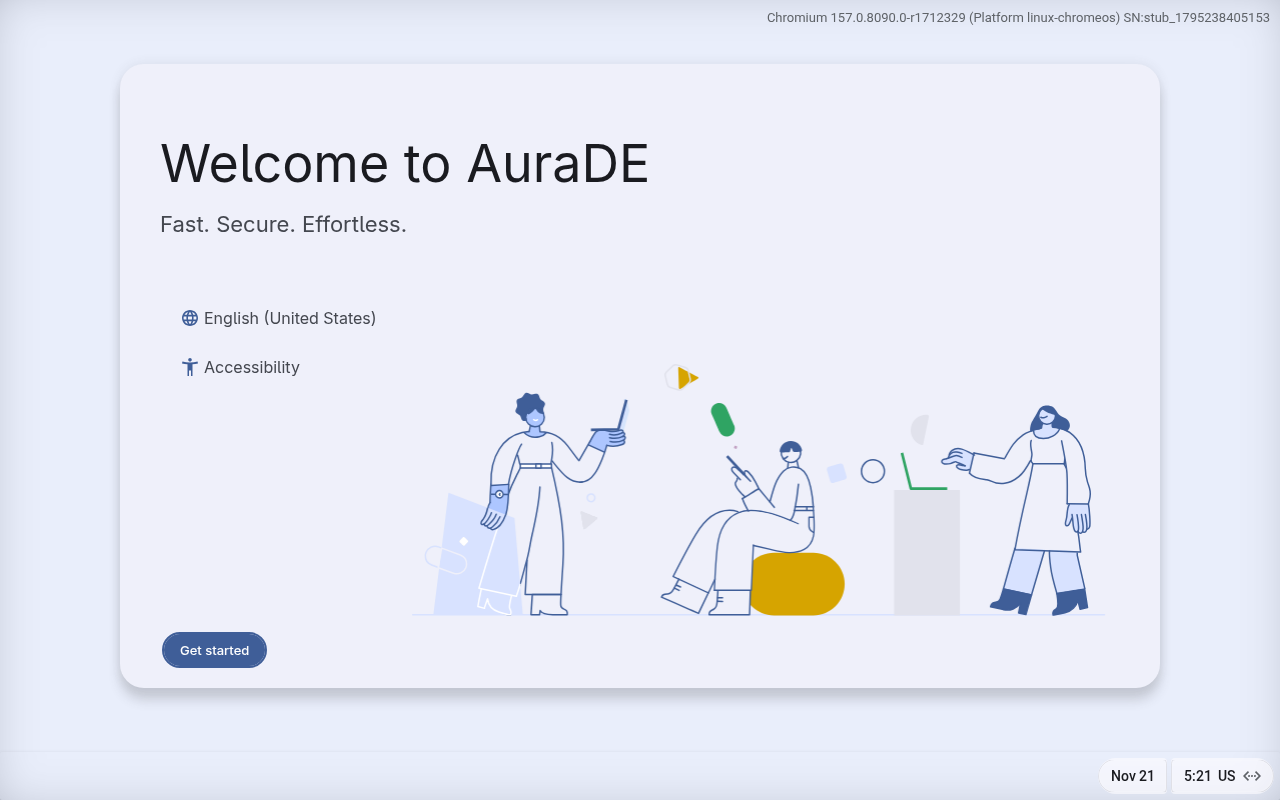 Chromium 157.0.8090.0-r1712329 (Platform linux-chromeos) SN:stub_1795238405153
Welcome to AuraDE
Fast. Secure. Effortless.
English (United States)
Accessibility
Get started
Nov 21
5:21 US